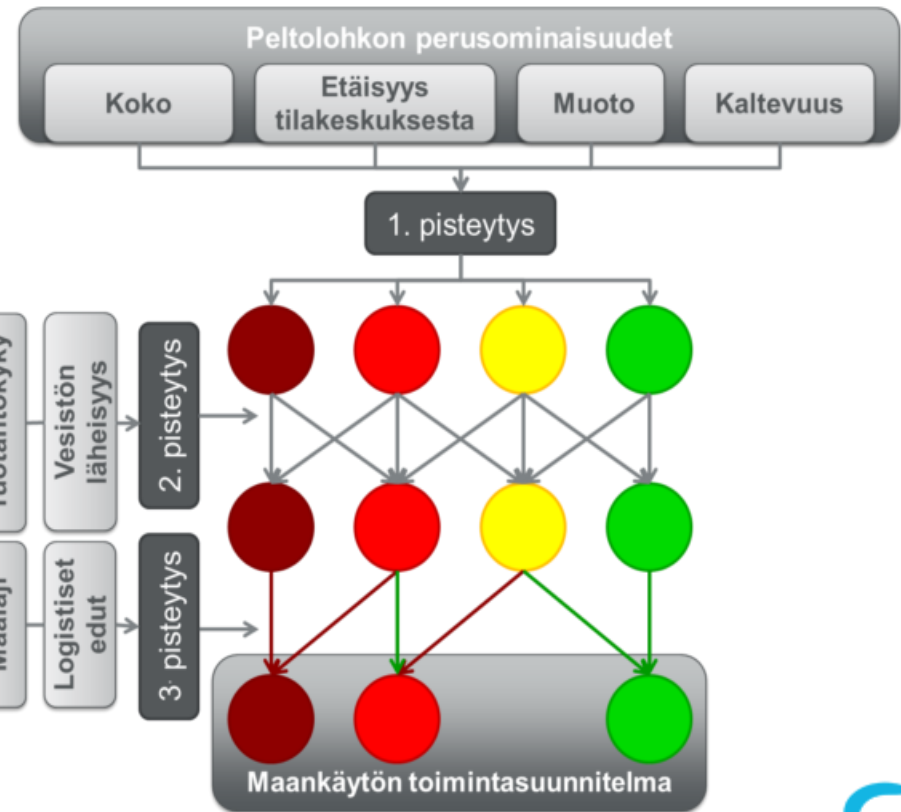 Peltolohkon perusominaisuudet
Koko
Etäisyys
tilakeskuksesta
Muoto
Kaltevuus
1. pisteytys
Vesistön
läheisyys
2. pisteytys
Logistiset
edut
3. pisteytys
Maankäytön toimintasuunnitelma